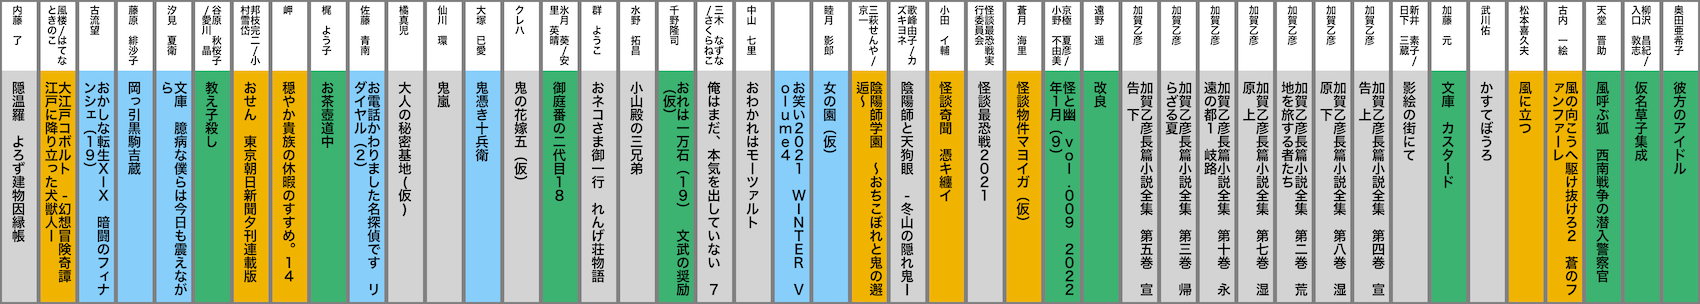 奥田亜希子
彼方のアイドル
柳沢 昌紀/
入口 敦志
仮名草子集成
天堂 晋助
風呼ぶ狐 西南戦争の潜入警察官
古内 一絵
風の向こうへ駆け抜けろ2 蒼のフ
ァンファーレ
松本喜久夫
風に立つ
武川佑
かすてぼうろ
加藤 元
文庫 カスタード
新井 素子/
日下 三蔵
影絵の街にて
加賀乙彦
加賀乙彦長篇小説全集 第四巻 宣
告 上
加賀乙彦
加賀乙彦長篇小説全集 第八巻 湿
原 下
加賀乙彦
加賀乙彦長篇小説全集 第二巻 荒
地を旅する者たち
加賀乙彦
加賀乙彦長篇小説全集 第七巻 湿
原 上
加賀乙彦
加賀乙彦長篇小説全集 第十巻 永
遠の都1 岐路
加賀乙彦
加賀乙彦長篇小説全集 第三巻 帰
らざる夏
加賀乙彦
加賀乙彦長篇小説全集 第五巻 宣
告 下
遠野 遥
改良
京極 夏彦/
小野 不由美
怪と幽 vol.009 2022
年1月(9)
蒼月 海里
怪談物件マヨイガ(仮)
怪談最恐戦実
行委員会
怪談最恐戦2021
小田 イ輔
怪談奇聞 憑キ纏イ
歌峰由子/カ
ズキヨネ
陰陽師と天狗眼 -冬山の隠れ鬼ー
三萩せんや/
京一
陰陽師学園 ~おちこぼれと鬼の邂
逅~
睦月 影郎
女の園(仮)
お笑い2021 WINTER V
olume4
中山 七里
おわかれはモーツァルト
三木 なずな
/さくらねこ
俺はまだ、本気を出していない 7
千野隆司
おれは一万石(19) 文武の奨励
(仮)
水野 拓昌
小山殿の三兄弟
群 ようこ
おネコさま御一行 れんげ荘物語
氷月 葵/安
里 英晴
御庭番の二代目18
クレハ
鬼の花嫁五(仮)
大塚 已愛
鬼憑き十兵衛
仙川 環
鬼嵐
橘真児
大人の秘密基地(仮)
佐藤 青南
お電話かわりました名探偵です リ
ダイヤル(2)
梶 よう子
お茶壺道中
岬
穏やか貴族の休暇のすすめ。14
邦枝完二/小
村雪岱
おせん 東京朝日新聞夕刊連載版
谷原 秋桜子
/愛川 晶
教え子殺し
汐見 夏衛
文庫 臆病な僕らは今日も震えなが
ら
藤原 緋沙子
岡っ引黒駒吉蔵
古流望
おかしな転生XIX 暗闘のフィナ
ンシェ(19)
風楼/はてな
ときのこ
大江戸コボルト -幻想冒険奇譚
江戸に降り立った犬獣人ー
内藤 了
隠温羅 よろず建物因縁帳